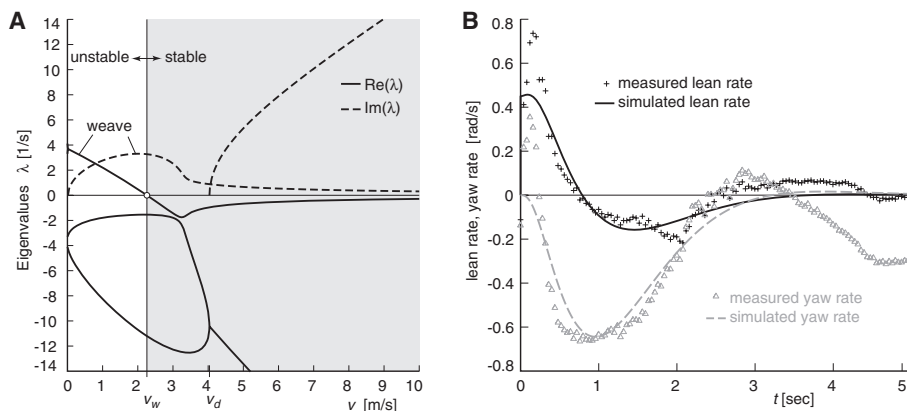 A
Eigenvalues λ [1/s]
14
12
10
8
6
4
2
0
-2
-4
-6
-8
-10
-12
-14
unstable
stable
weave
Re(λ)
Im(λ)
0
1
2
3
4
5
6
7
8
9
10
v_w
v_d
v [m/s]
B
lean rate, yaw rate [rad/s]
0.8
0.6
0.4
0.2
0
-0.2
-0.4
-0.6
-0.8
measured lean rate
simulated lean rate
measured yaw rate
simulated yaw rate
0
1
2
3
4
5
t [sec]